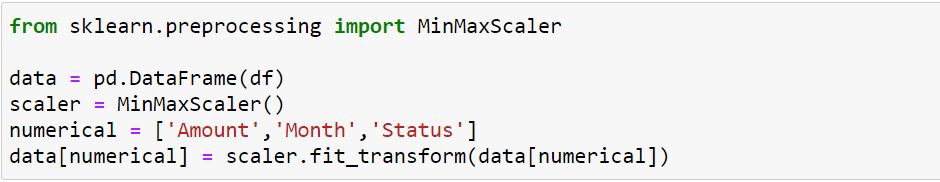 from sklearn.preprocessing import MinMaxScaler
data = pd.DataFrame(df)
scaler = MinMaxScaler()
numerical = ['Amount','Month','Status']
data[numerical] = scaler.fit_transform(data[numerical])